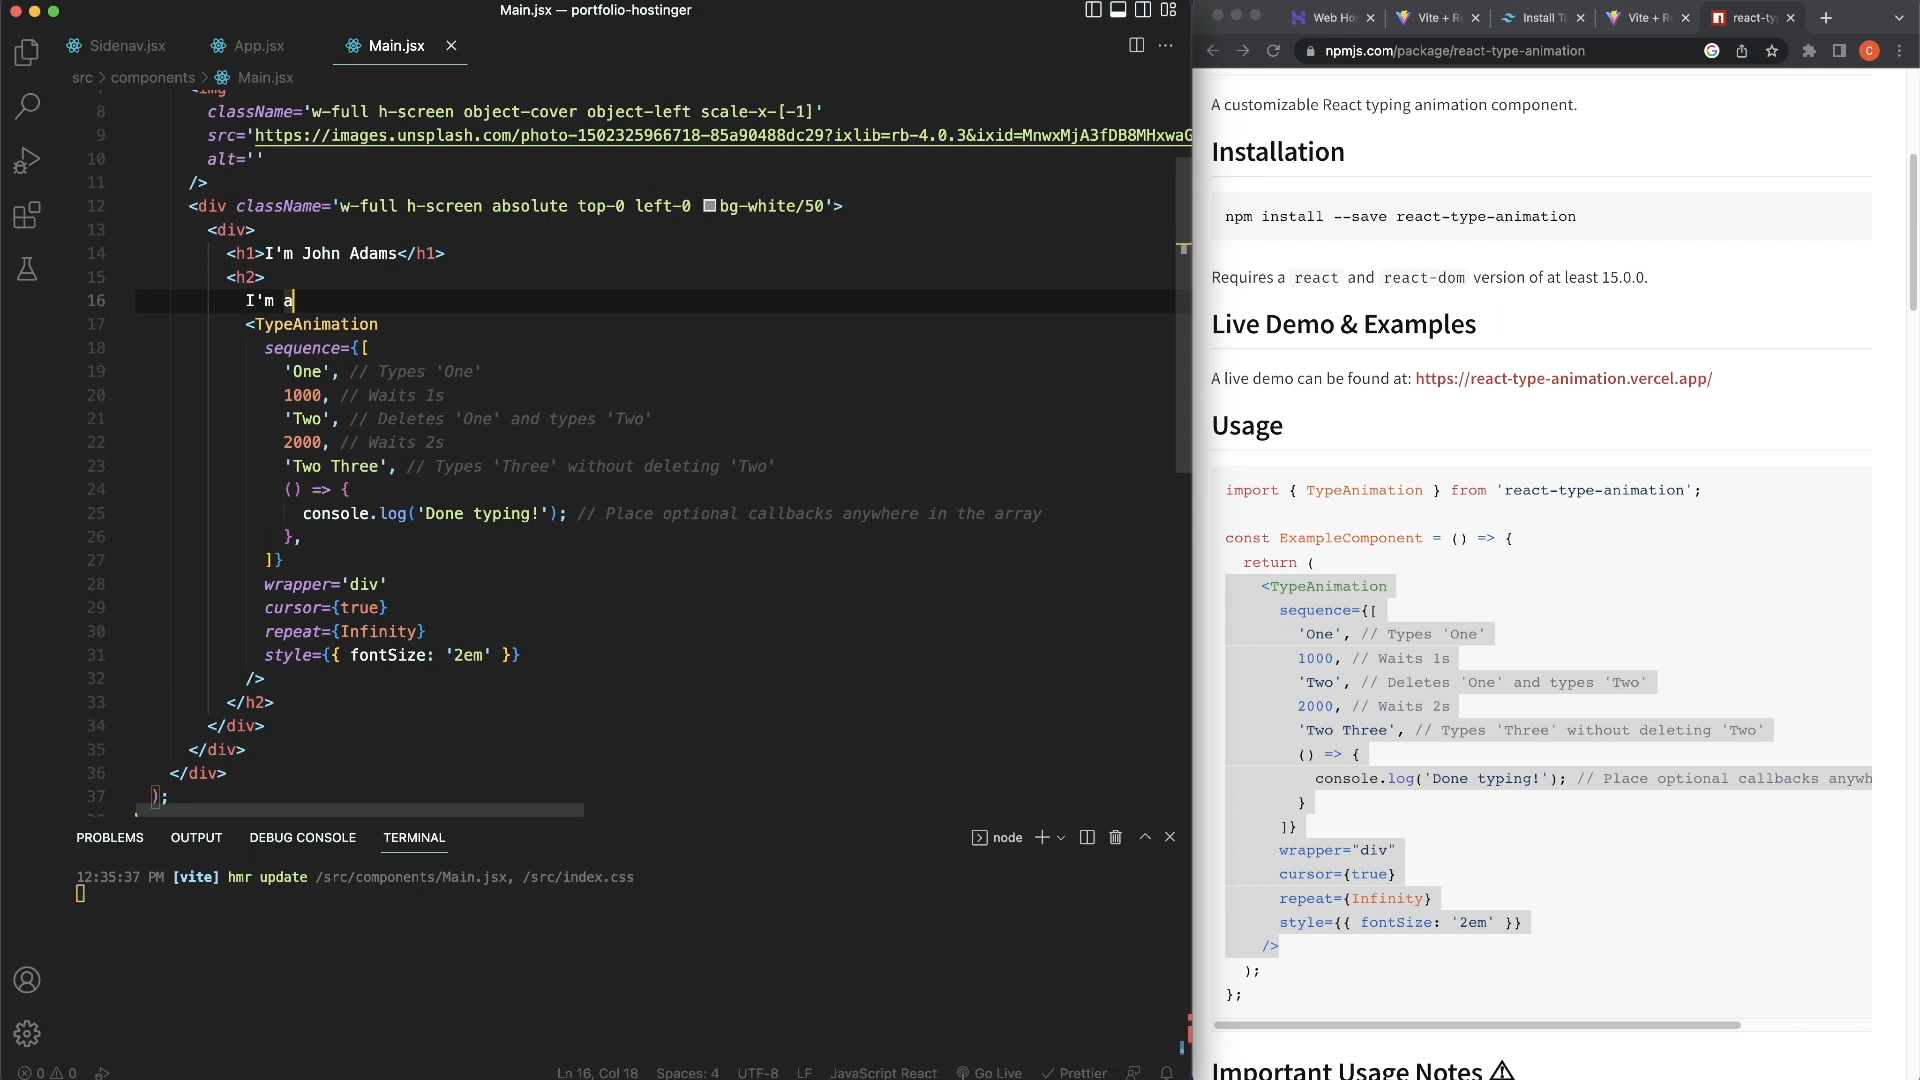 Main.jsx — portfolio-hostinger
Sidenav.jsx
App.jsx
Main.jsx
src > components > Main.jsx
8 className='w-full h-screen object-cover object-left scale-x-[-1]'
9 src='https://images.unsplash.com/photo-1502325966718-85a90488dc29?ixlib=rb-4.0.3&ixid=MnwxMjA3fDB8MHxwaG
10 alt=''
11 />
12 <div className='w-full h-screen absolute top-0 left-0 bg-white/50'>
13 <div>
14 <h1>I'm John Adams</h1>
15 <h2>
16 I'm a
17 <TypeAnimation
18 sequence={[
19 'One', // Types 'One'
20 1000, // Waits 1s
21 'Two', // Deletes 'One' and types 'Two'
22 2000, // Waits 2s
23 'Two Three', // Types 'Three' without deleting 'Two'
24 () => {
25 console.log('Done typing!'); // Place optional callbacks anywhere in the array
26 },
27 ]}
28 wrapper='div'
29 cursor={true}
30 repeat={Infinity}
31 style={{ fontSize: '2em' }}
32 />
33 </h2>
34 </div>
35 </div>
36 </div>
37 );
PROBLEMS OUTPUT DEBUG CONSOLE TERMINAL
node
12:35:37 PM [vite] hmr update /src/components/Main.jsx, /src/index.css
0 0
Ln 16, Col 18 Spaces: 4 UTF-8 LF JavaScript React Go Live Prettier
Web Ho
Vite + R
Install Ta
Vite + R
react-ty
npmjs.com/package/react-type-animation
C
A customizable React typing animation component.
Installation
npm install --save react-type-animation
Requires a react and react-dom version of at least 15.0.0.
Live Demo & Examples
A live demo can be found at: https://react-type-animation.vercel.app/
Usage
import { TypeAnimation } from 'react-type-animation';
const ExampleComponent = () => {
return (
<TypeAnimation
sequence={[
'One', // Types 'One'
1000, // Waits 1s
'Two', // Deletes 'One' and types 'Two'
2000, // Waits 2s
'Two Three', // Types 'Three' without deleting 'Two'
() => {
console.log('Done typing!'); // Place optional callbacks anywh
}
]}
wrapper="div"
cursor={true}
repeat={Infinity}
style={{ fontSize: '2em' }}
/>
);
};
Important Usage Notes ⚠